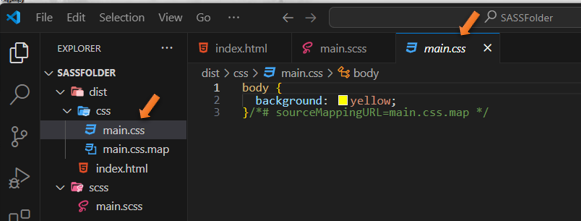 File Edit Selection View Go ... SASSFolder
EXPLORER ...
SASSFOLDER
dist
css
main.css
main.css.map
index.html
scss
main.scss
index.html main.scss main.css
dist > css > main.css > body
1 body {
2 background: yellow;
3 }/*# sourceMappingURL=main.css.map */